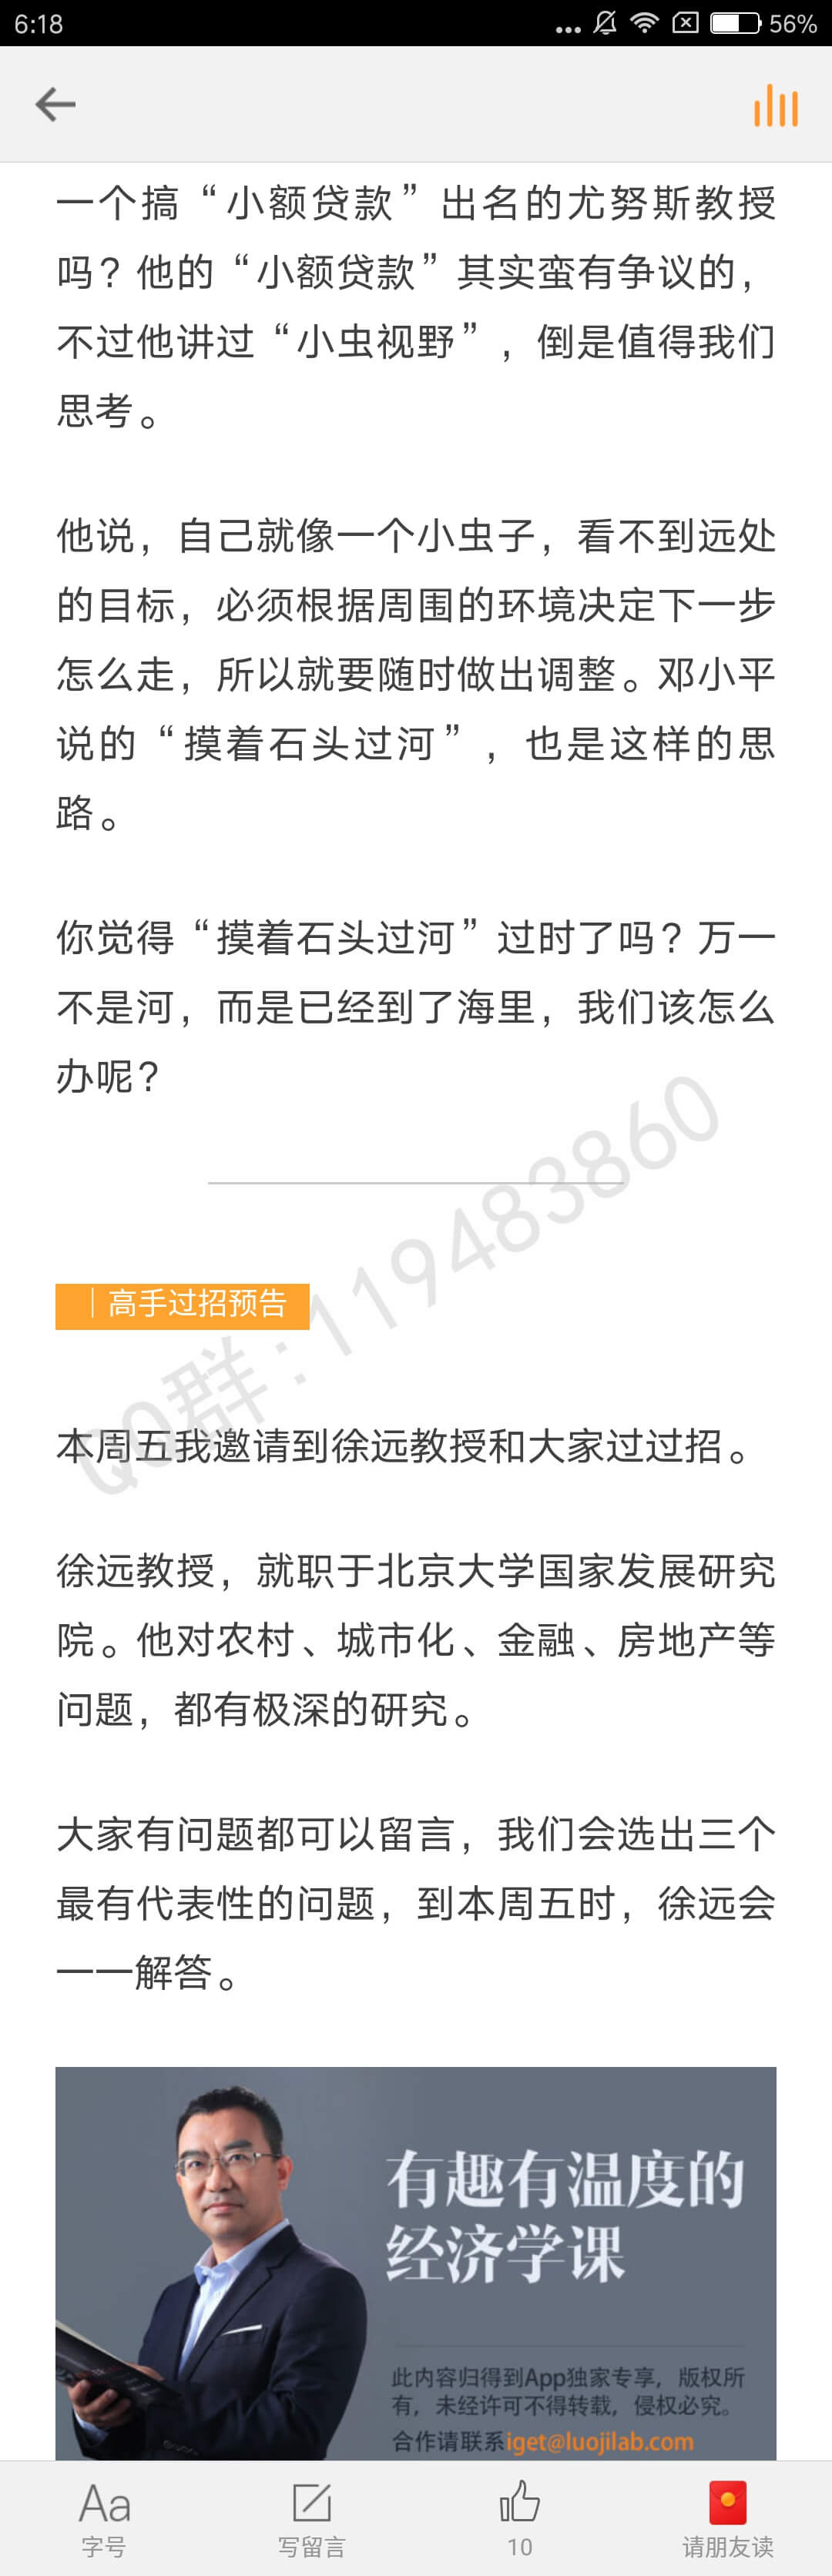 6:18
56%
一个搞“小额贷款”出名的尤努斯教授
吗？他的“小额贷款”其实蛮有争议的，
不过他讲过“小虫视野”，倒是值得我们
思考。
他说，自己就像一个小虫子，看不到远处
的目标，必须根据周围的环境决定下一步
怎么走，所以就要随时做出调整。邓小平
说的“摸着石头过河”，也是这样的思
路。
你觉得“摸着石头过河”过时了吗？万一
不是河，而是已经到了海里，我们该怎么
办呢？
QQ群:119483860
｜高手过招预告
本周五我邀请到徐远教授和大家过过招。
徐远教授，就职于北京大学国家发展研究
院。他对农村、城市化、金融、房地产等
问题，都有极深的研究。
大家有问题都可以留言，我们会选出三个
最有代表性的问题，到本周五时，徐远会
一一解答。
有趣有温度的
经济学课
此内容归得到App独家专享，版权所
有，未经许可不得转载，侵权必究。
合作请联系iget@luojilab.com
Aa
字号
写留言
10
请朋友读